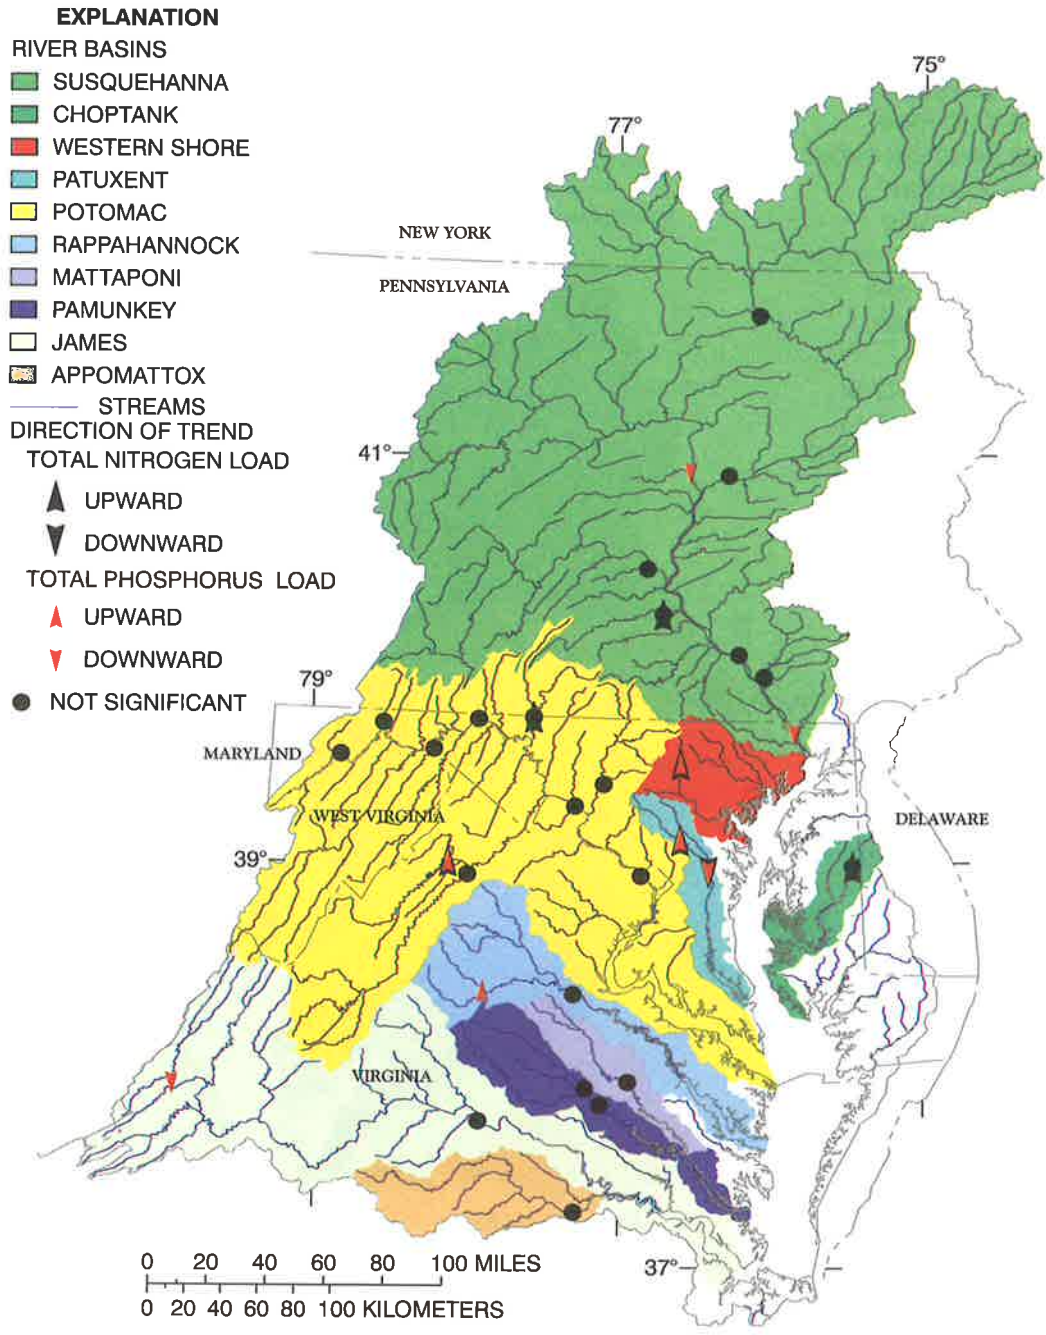 EXPLANATION
RIVER BASINS
SUSQUEHANNA
CHOPTANK
WESTERN SHORE
PATUXENT
POTOMAC
RAPPAHANNOCK
MATTAPONI
PAMUNKEY
JAMES
APPOMATTOX
STREAMS
DIRECTION OF TREND
TOTAL NITROGEN LOAD
UPWARD
DOWNWARD
TOTAL PHOSPHORUS LOAD
UPWARD
DOWNWARD
NOT SIGNIFICANT
75°
77°
NEW YORK
PENNSYLVANIA
41°
79°
MARYLAND
WEST VIRGINIA
DELAWARE
39°
VIRGINIA
37°
0 20 40 60 80 100 MILES
0 20 40 60 80 100 KILOMETERS